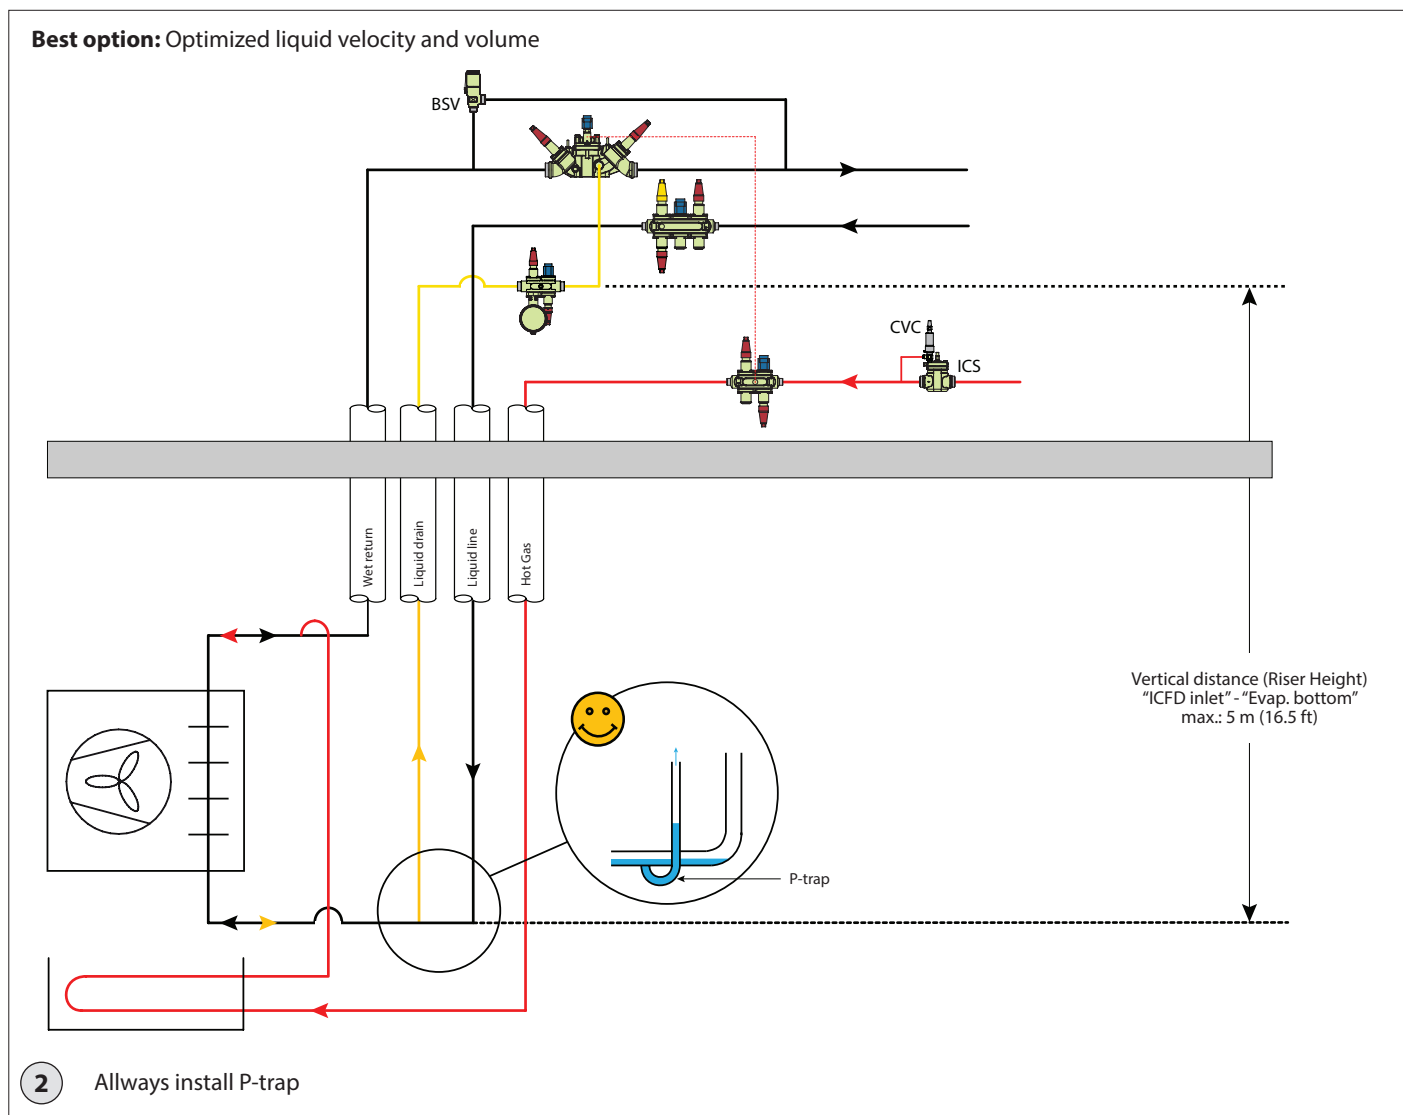 Best option: Optimized liquid velocity and volume
BSV
CVC
ICS
Wet return
Liquid drain
Liquid line
Hot Gas
Vertical distance (Riser Height)
“ICFD inlet” - “Evap. bottom”
max.: 5 m (16.5 ft)
P-trap
2 Allways install P-trap